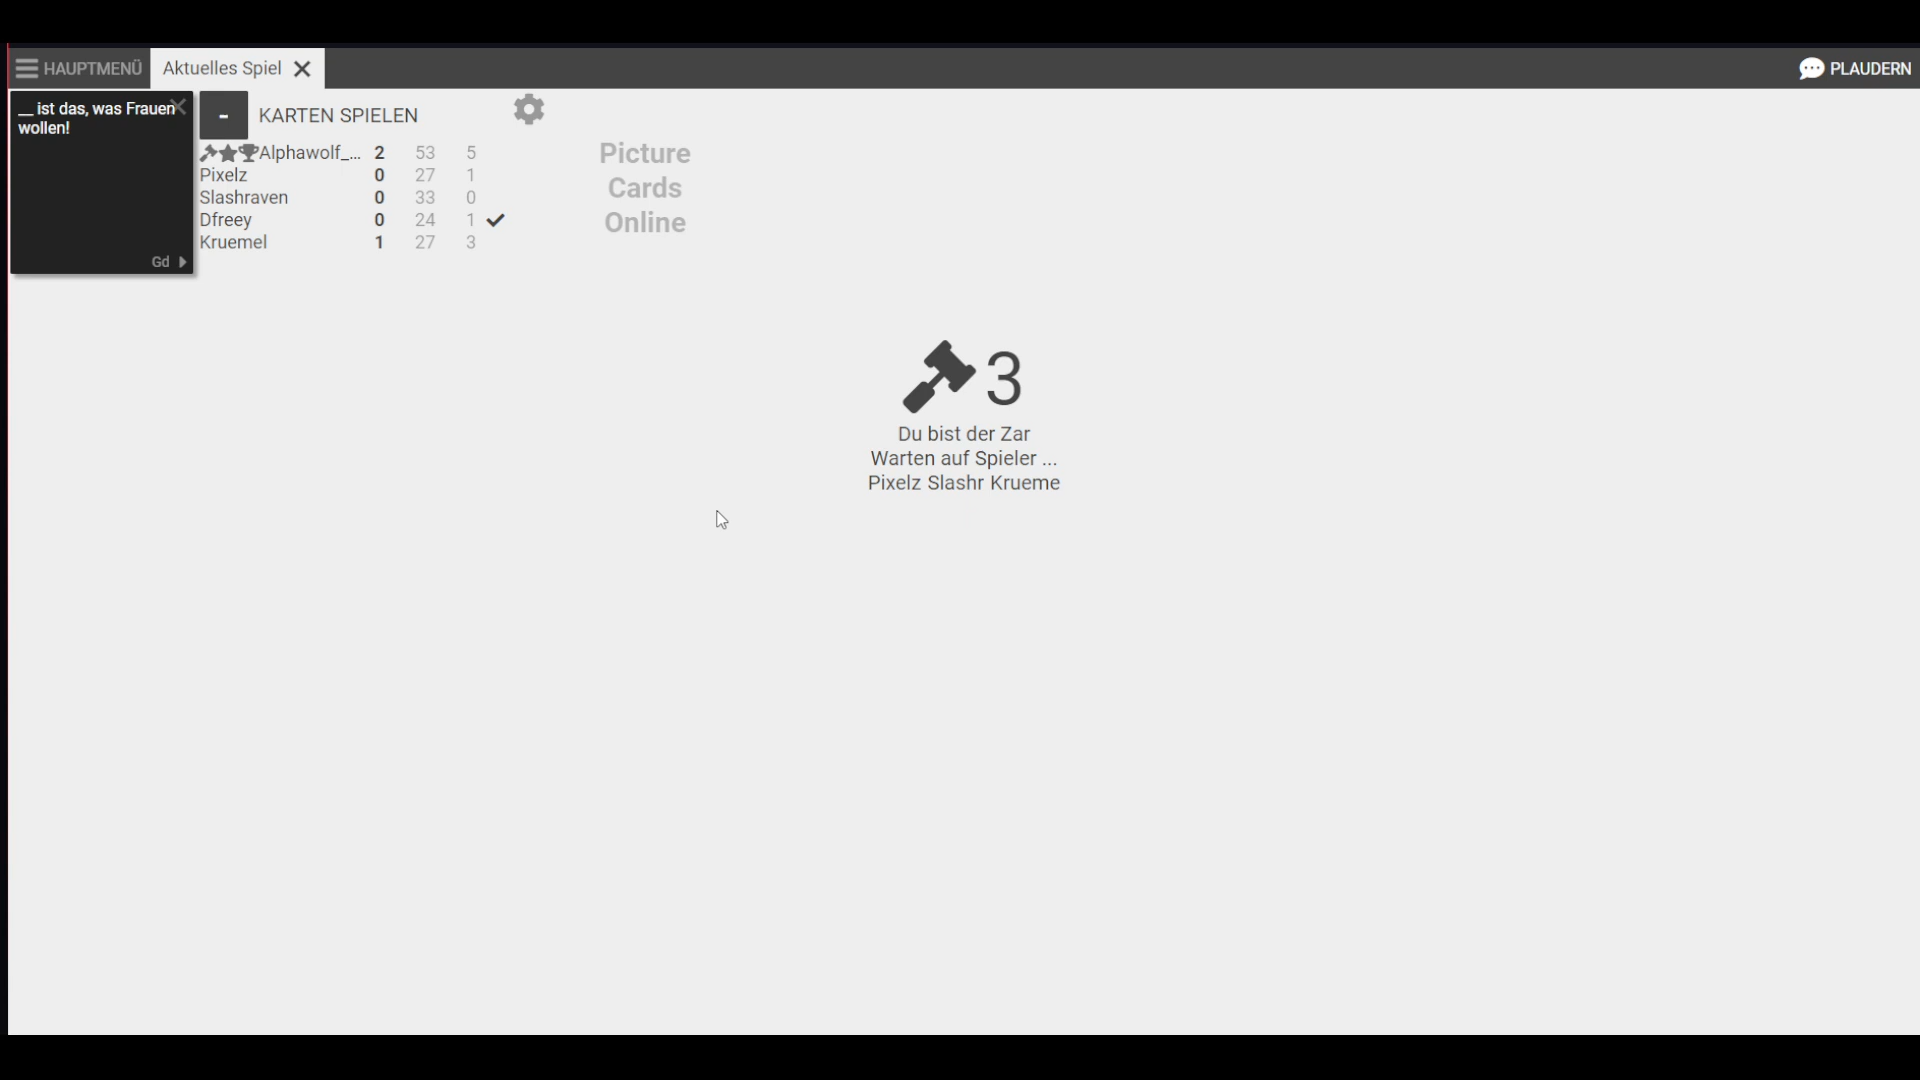 HAUPTMENÜ
Aktuelles Spiel
PLAUDERN
__ ist das, was Frauen
wollen!
Gd
-
KARTEN SPIELEN
Alphawolf_... 2 53 5
Pixelz 0 27 1
Slashraven 0 33 0
Dfreey 0 24 1
Kruemel 1 27 3
Picture
Cards
Online
3
Du bist der Zar
Warten auf Spieler ...
Pixelz Slashr Krueme